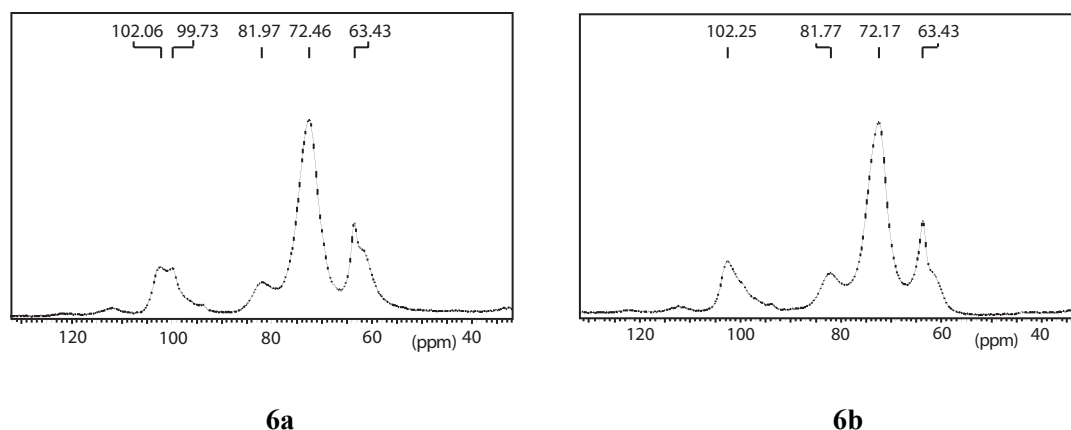 102.06 99.73 81.97 72.46 63.43
120 100 80 60 (ppm) 40
6a
102.25 81.77 72.17 63.43
120 100 80 60 (ppm) 40
6b